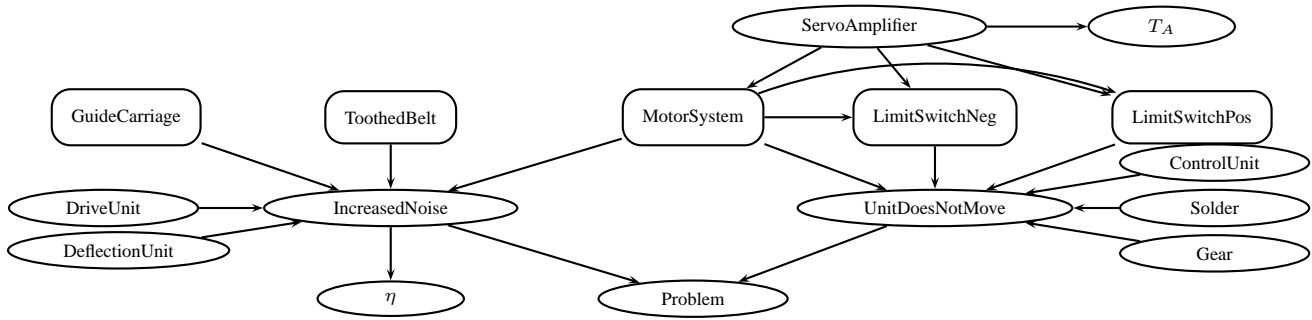 ServoAmplifier
T_A
GuideCarriage
ToothedBelt
MotorSystem
LimitSwitchNeg
LimitSwitchPos
ControlUnit
DriveUnit
IncreasedNoise
UnitDoesNotMove
Solder
DeflectionUnit
Gear
η
Problem